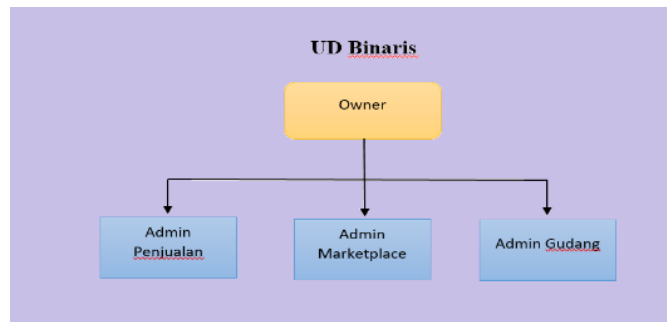 UD Binaris
Owner
Admin
Penjualan
Admin
Marketplace
Admin Gudang